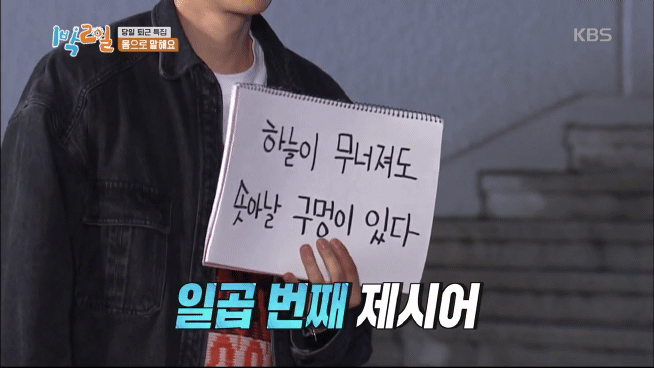 1박2일
당일 퇴근 특집
몸으로 말해요
KBS
하늘이 무너져도
솟아날 구멍이 있다
일곱 번째 제시어